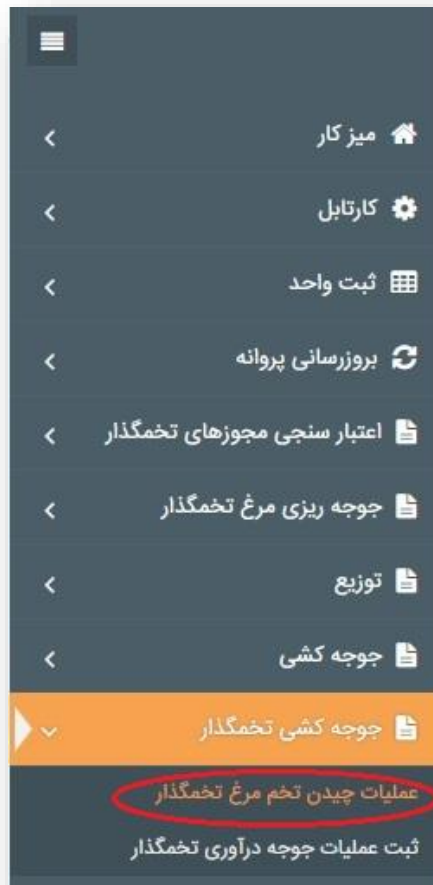 میز کار
کارتابل
ثبت واحد
بروزرسانی پروانه
اعتبار سنجی مجوزهای تخمگذار
جوجه ریزی مرغ تخمگذار
توزیع
جوجه کشی
جوجه کشی تخمگذار
عملیات چیدن تخم مرغ تخمگذار
ثبت عملیات جوجه درآوری تخمگذار